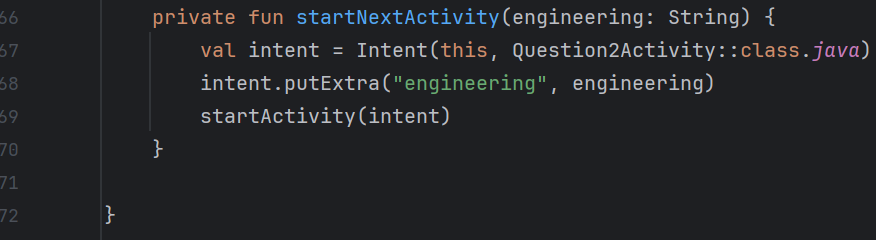 66 private fun startNextActivity(engineering: String) {
67 val intent = Intent(this, Question2Activity::class.java)
68 intent.putExtra("engineering", engineering)
69 startActivity(intent)
70 }
71
72 }